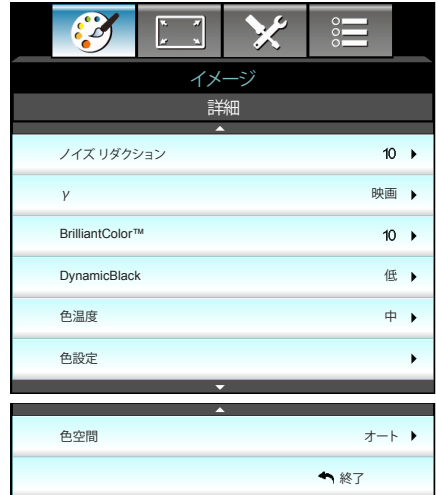 イメージ
詳細
ノイズ リダクション 10
γ 映画
BrilliantColor™ 10
DynamicBlack 低
色温度 中
色設定
色空間 オート
終了